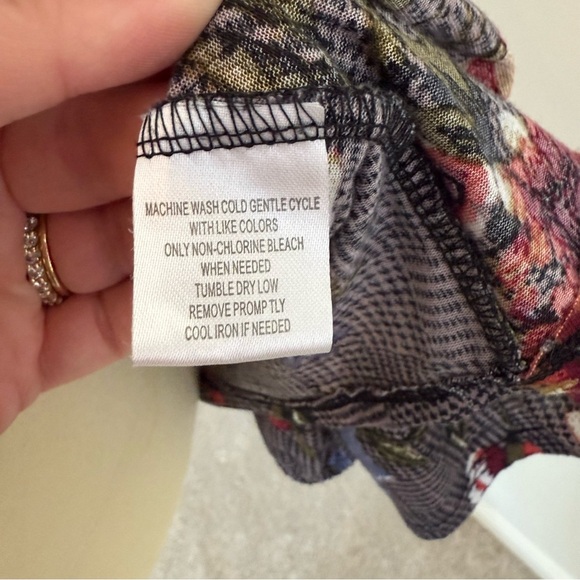 MACHINE WASH COLD GENTLE CYCLE
WITH LIKE COLORS
ONLY NON-CHLORINE BLEACH
WHEN NEEDED
TUMBLE DRY LOW
REMOVE PROMP TLY
COOL IRON IF NEEDED